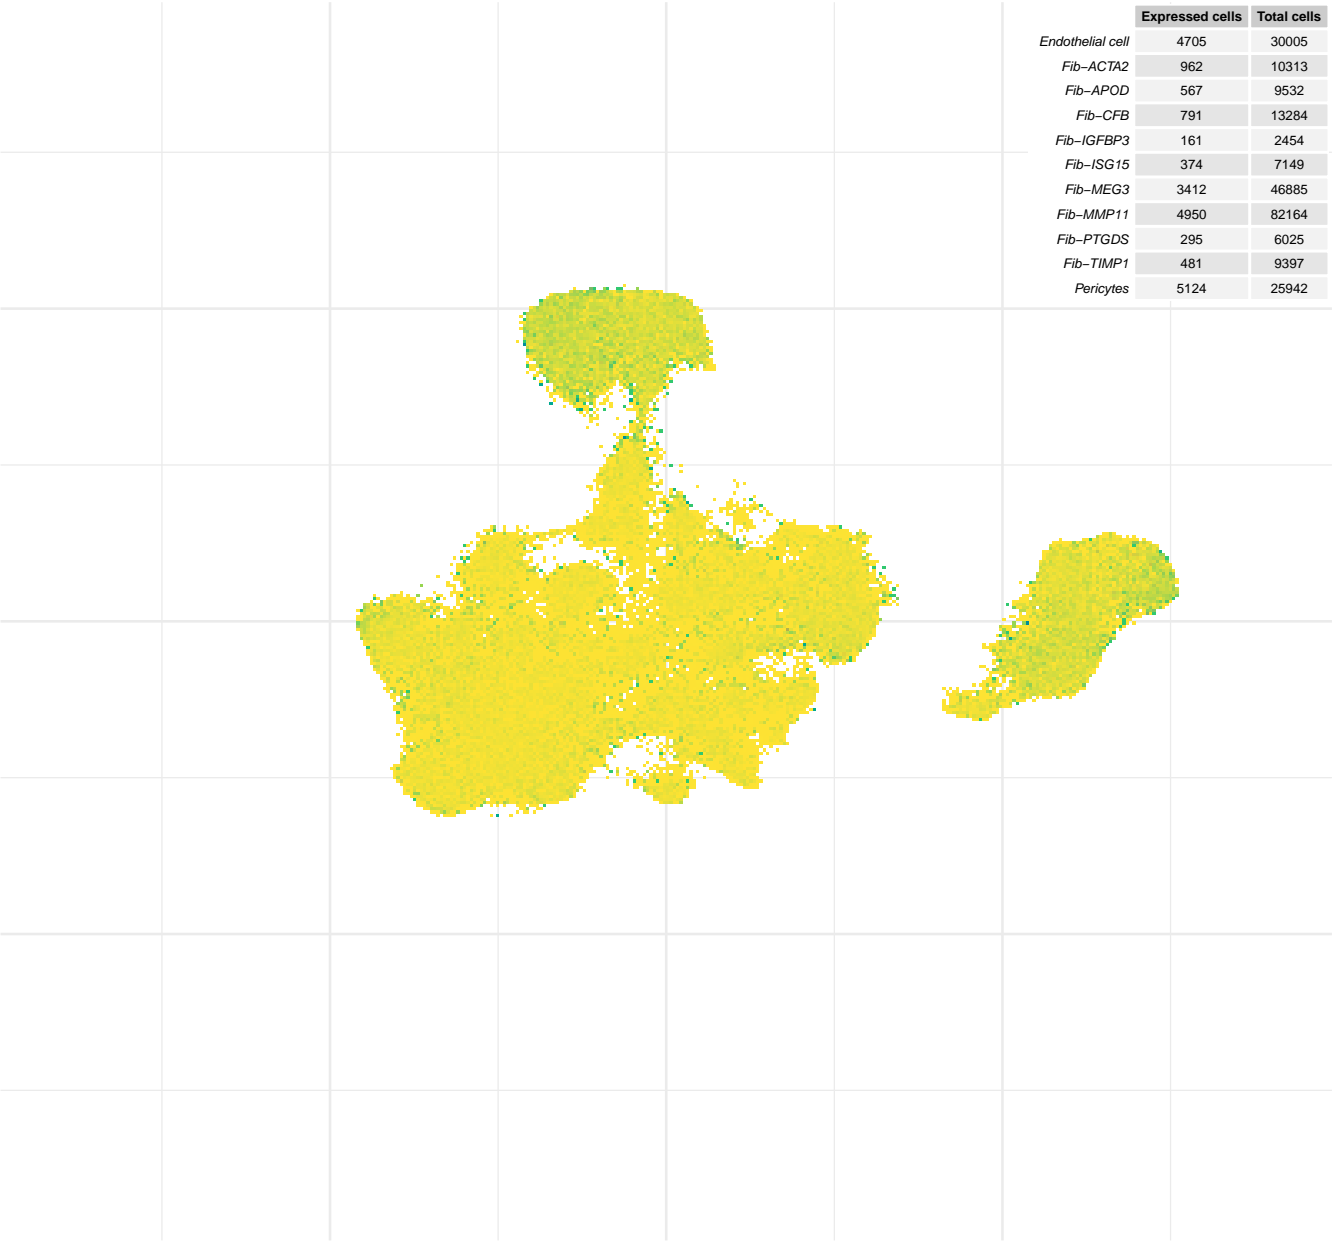 Expressed cells Total cells
Endothelial cell 4705 30005
Fib−ACTA2 962 10313
Fib−APOD 567 9532
Fib−CFB 791 13284
Fib−IGFBP3 161 2454
Fib−ISG15 374 7149
Fib−MEG3 3412 46885
Fib−MMP11 4950 82164
Fib−PTGDS 295 6025
Fib−TIMP1 481 9397
Pericytes 5124 25942